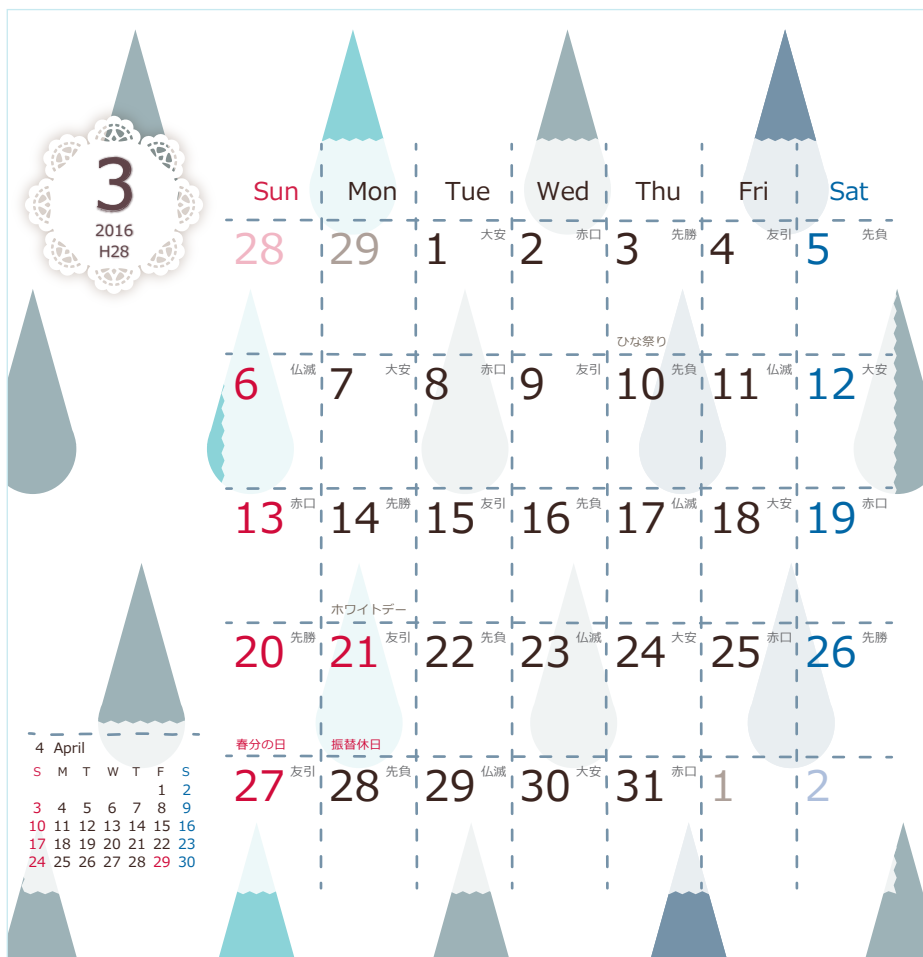 3
2016
H28
Sun Mon Tue Wed Thu Fri Sat
28 29 1 大安 2 赤口 3 先勝 4 友引 5 先負
ひな祭り
6 仏滅 7 大安 8 赤口 9 友引 10 先負 11 仏滅 12 大安
13 赤口 14 先勝 15 友引 16 先負 17 仏滅 18 大安 19 赤口
ホワイトデー
20 先勝 21 友引 22 先負 23 仏滅 24 大安 25 赤口 26 先勝
春分の日 振替休日
27 友引 28 先負 29 仏滅 30 大安 31 赤口 1 2
4 April
S M T W T F S
1 2
3 4 5 6 7 8 9
10 11 12 13 14 15 16
17 18 19 20 21 22 23
24 25 26 27 28 29 30